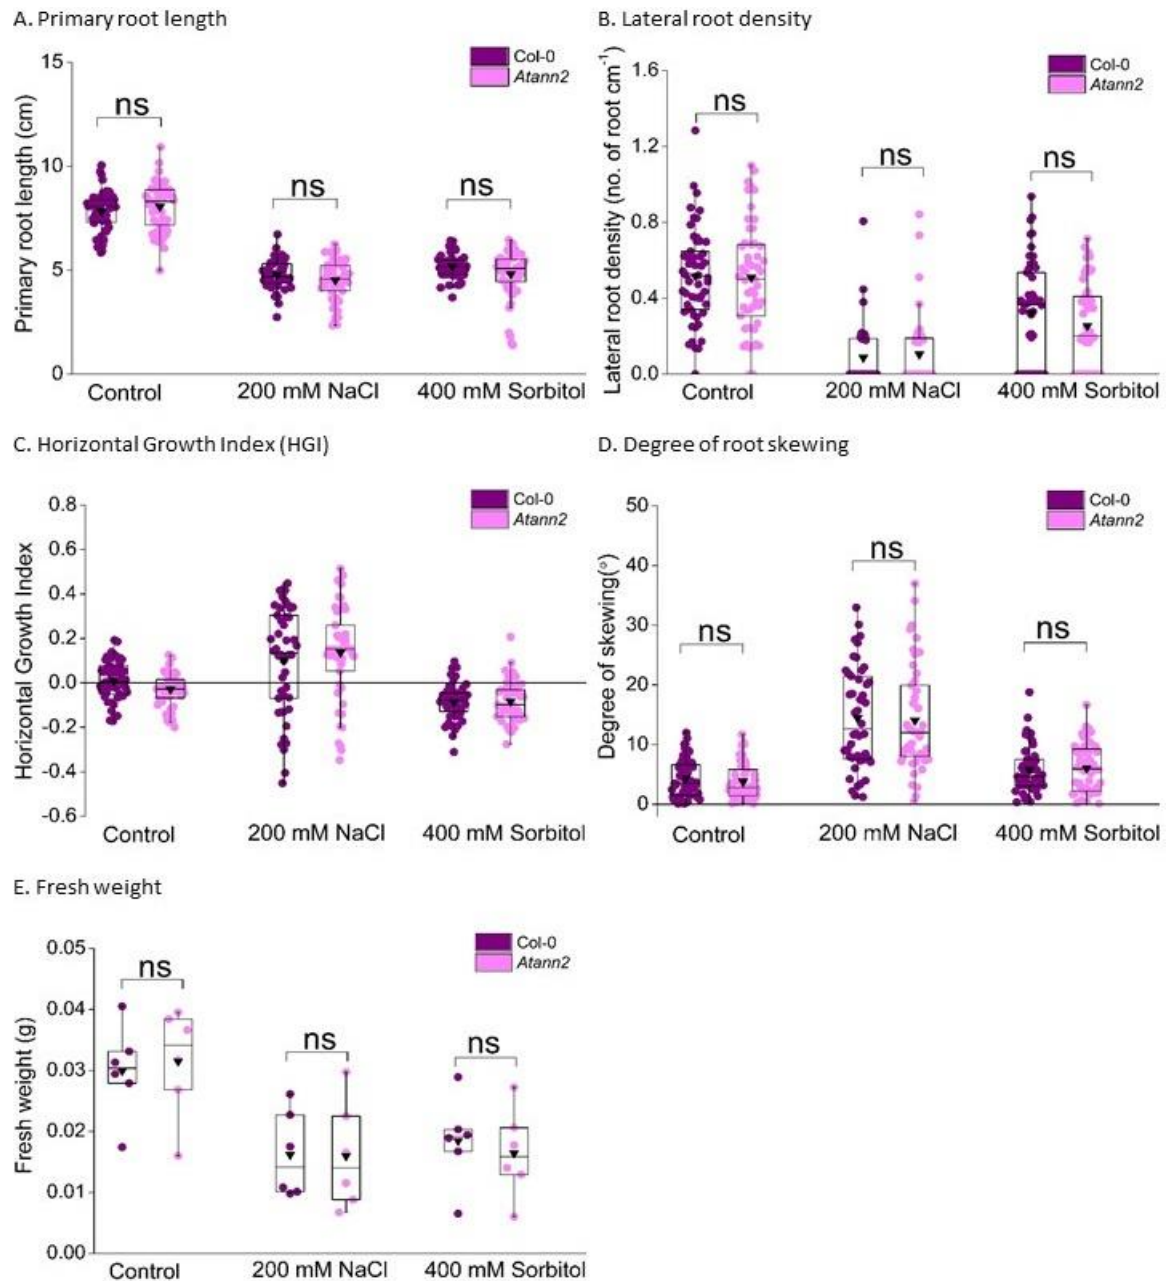 A. Primary root length
Primary root length (cm)
15
10
5
0
Col-0
Atann2
ns
ns
ns
Control
200 mM NaCl
400 mM Sorbitol
B. Lateral root density
Lateral root density (no. of root cm-1)
1.6
1.2
0.8
0.4
0.0
Col-0
Atann2
ns
ns
ns
Control
200 mM NaCl
400 mM Sorbitol
C. Horizontal Growth Index (HGI)
Horizontal Growth Index
0.8
0.6
0.4
0.2
0.0
-0.2
-0.4
-0.6
Col-0
Atann2
Control
200 mM NaCl
400 mM Sorbitol
D. Degree of root skewing
Degree of skewing(°)
50
40
30
20
10
0
Col-0
Atann2
ns
ns
ns
Control
200 mM NaCl
400 mM Sorbitol
E. Fresh weight
Fresh weight (g)
0.05
0.04
0.03
0.02
0.01
0.00
Col-0
Atann2
ns
ns
ns
Control
200 mM NaCl
400 mM Sorbitol